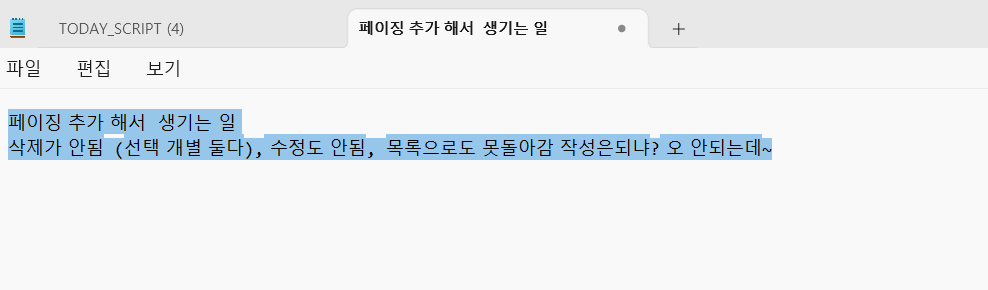 TODAY_SCRIPT (4)
페이징 추가 해서  생기는 일
파일 편집 보기
페이징 추가 해서  생기는 일
삭제가 안됨  (선택 개별 둘다), 수정도 안됨,  목록으로도 못돌아감 작성은되냐? 오 안되는데~